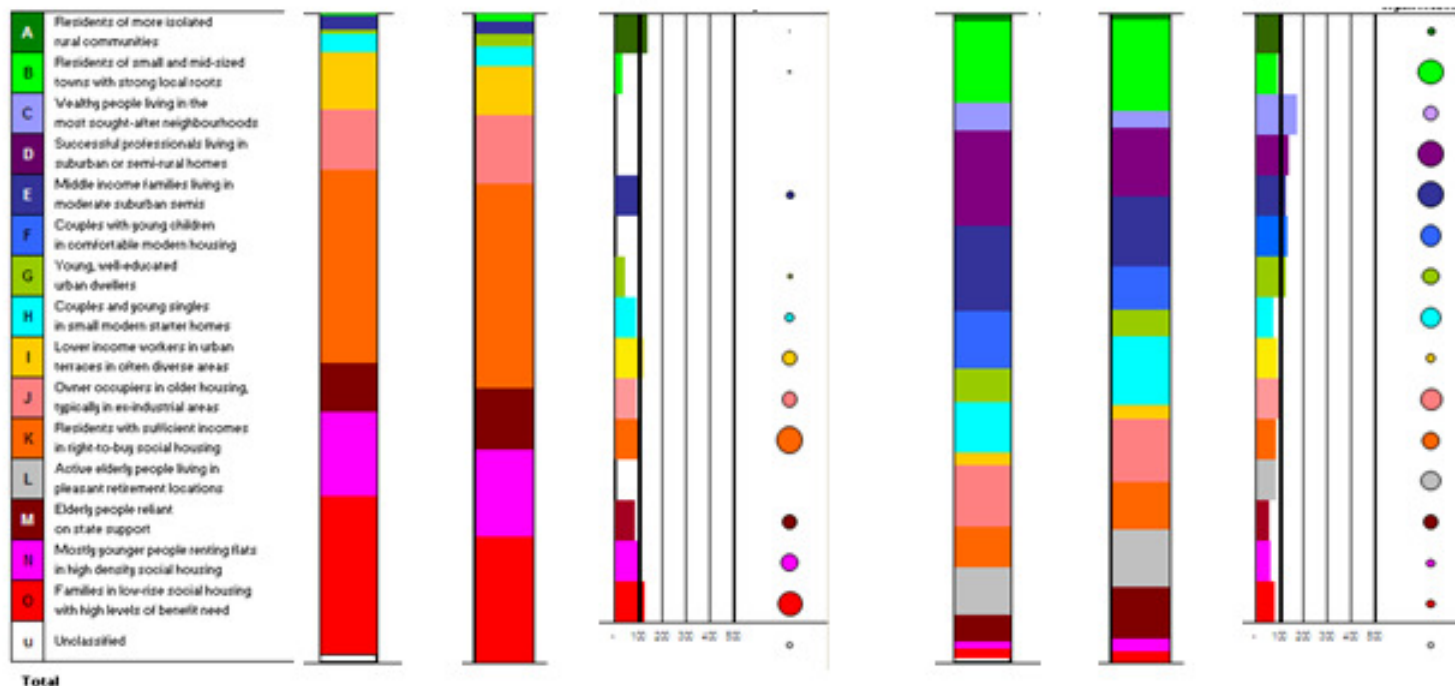 A Residents of more isolated
rural communities
B Residents of small and mid-sized
towns with strong local roots
C Wealthy people living in the
most sought-after neighbourhoods
D Successful professionals living in
suburban or semi-rural homes
E Middle income families living in
moderate suburban semis
F Couples with young children
in comfortable modern housing
G Young, well-educated
urban dwellers
H Couples and young singles
in small modern starter homes
I Lower income workers in urban
terraces in often diverse areas
J Owner occupiers in older housing,
typically in ex-industrial areas
K Residents with sufficient incomes
in right-to-buy social housing
L Active elderly people living in
pleasant retirement locations
M Elderly people reliant
on state support
N Mostly younger people renting flats
in high density social housing
O Families in low-rise social housing
with high levels of benefit need
u Unclassified
Total
- 100 200 300 400 500
- 100 200 300 400 500